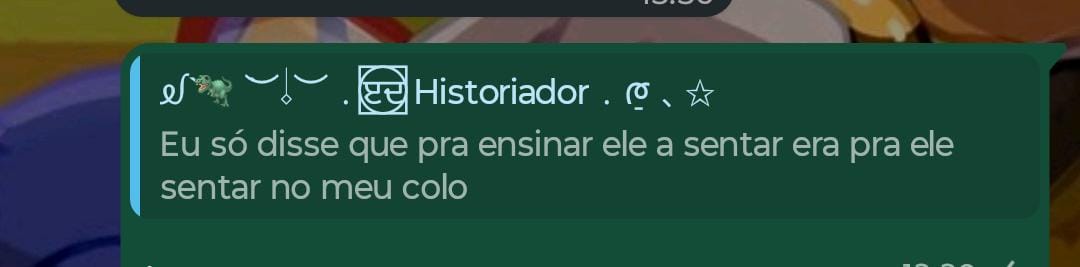 Historiador . ლ 、☆
Eu só disse que pra ensinar ele a sentar era pra ele
sentar no meu colo